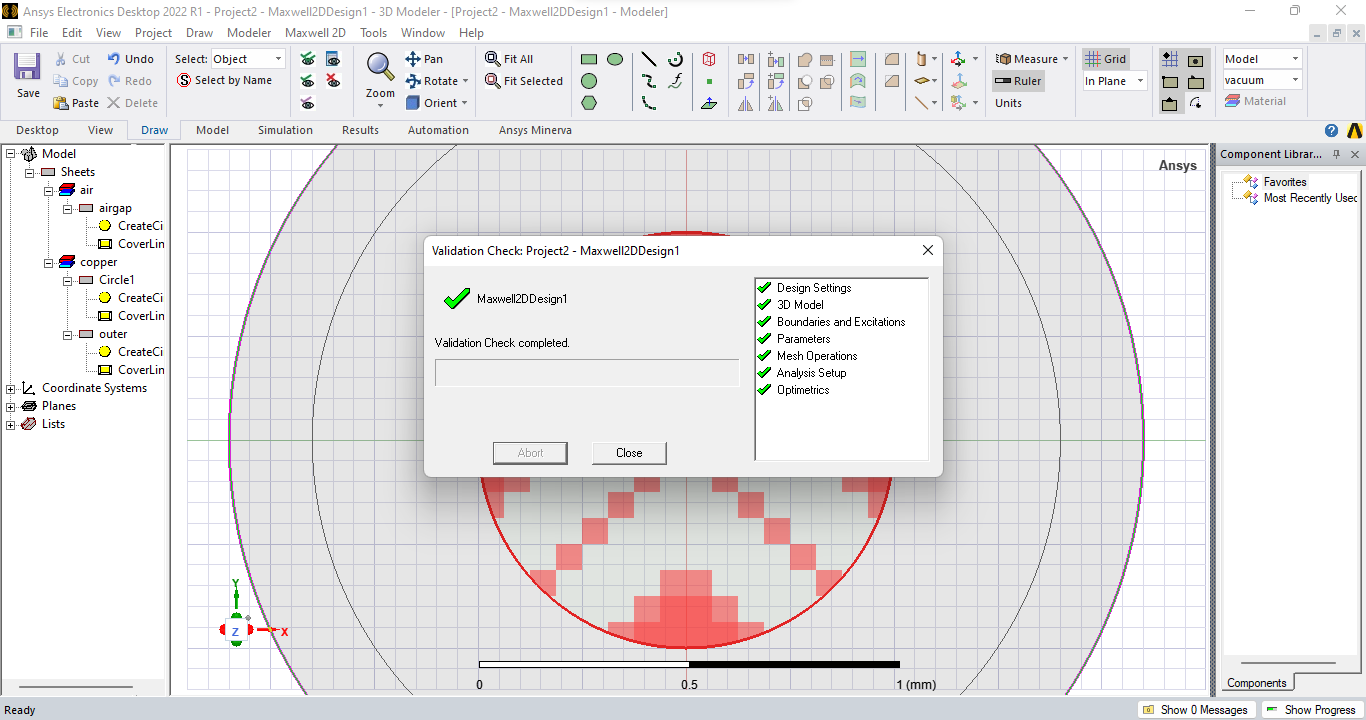 Ansys Electronics Desktop 2022 R1 - Project2 - Maxwell2DDesign1 - 3D Modeler - [Project2 - Maxwell2DDesign1 - Modeler]
File Edit View Project Draw Modeler Maxwell 2D Tools Window Help
Save
Cut
Copy
Paste
Undo
Redo
Delete
Select: Object
Select by Name
Zoom
Pan
Rotate
Orient
Fit All
Fit Selected
Measure
Ruler
Units
Grid
In Plane
Model
vacuum
Material
Desktop View Draw Model Simulation Results Automation Ansys Minerva
Model
Sheets
air
airgap
CreateCi
CoverLin
copper
Circle1
CreateCi
CoverLin
outer
CreateCi
CoverLin
Coordinate Systems
Planes
Lists
Ansys
Validation Check: Project2 - Maxwell2DDesign1
Maxwell2DDesign1
Validation Check completed.
Abort
Close
Design Settings
3D Model
Boundaries and Excitations
Parameters
Mesh Operations
Analysis Setup
Optimetrics
Y
Z
X
0 0.5 1 (mm)
Component Librar...
Favorites
Most Recently Used
Components
Ready
Show 0 Messages
Show Progress